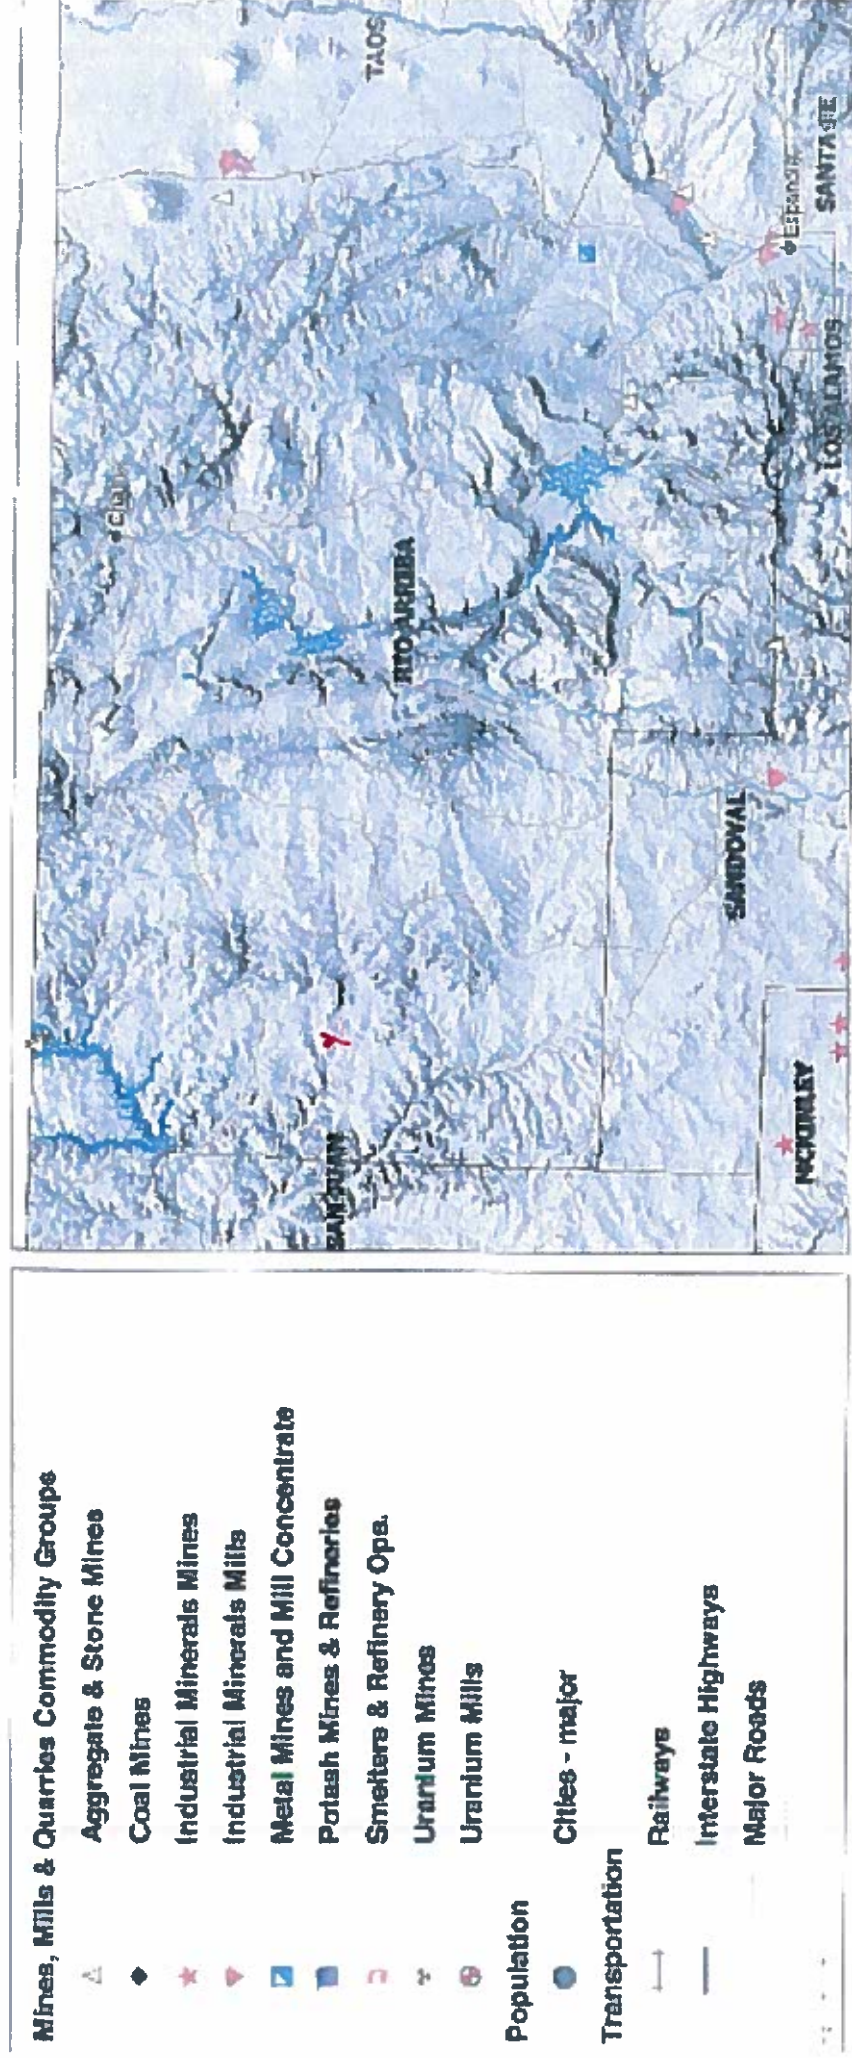 Mines, Mills & Quarries Commodity Groups
Aggregate & Stone Mines
Coal Mines
Industrial Minerals Mines
Industrial Minerals Mills
Metal Mines and Mill Concentrate
Potash Mines & Refineries
Smelters & Refinery Ops.
Uranium Mines
Uranium Mills
Population
Cities - major
Transportation
Railways
Interstate Highways
Major Roads
SAN JUAN
RIO ARRIBA
TAOS
SANDOVAL
MCKINLEY
LOS ALAMOS
Espanola
SANTA FE